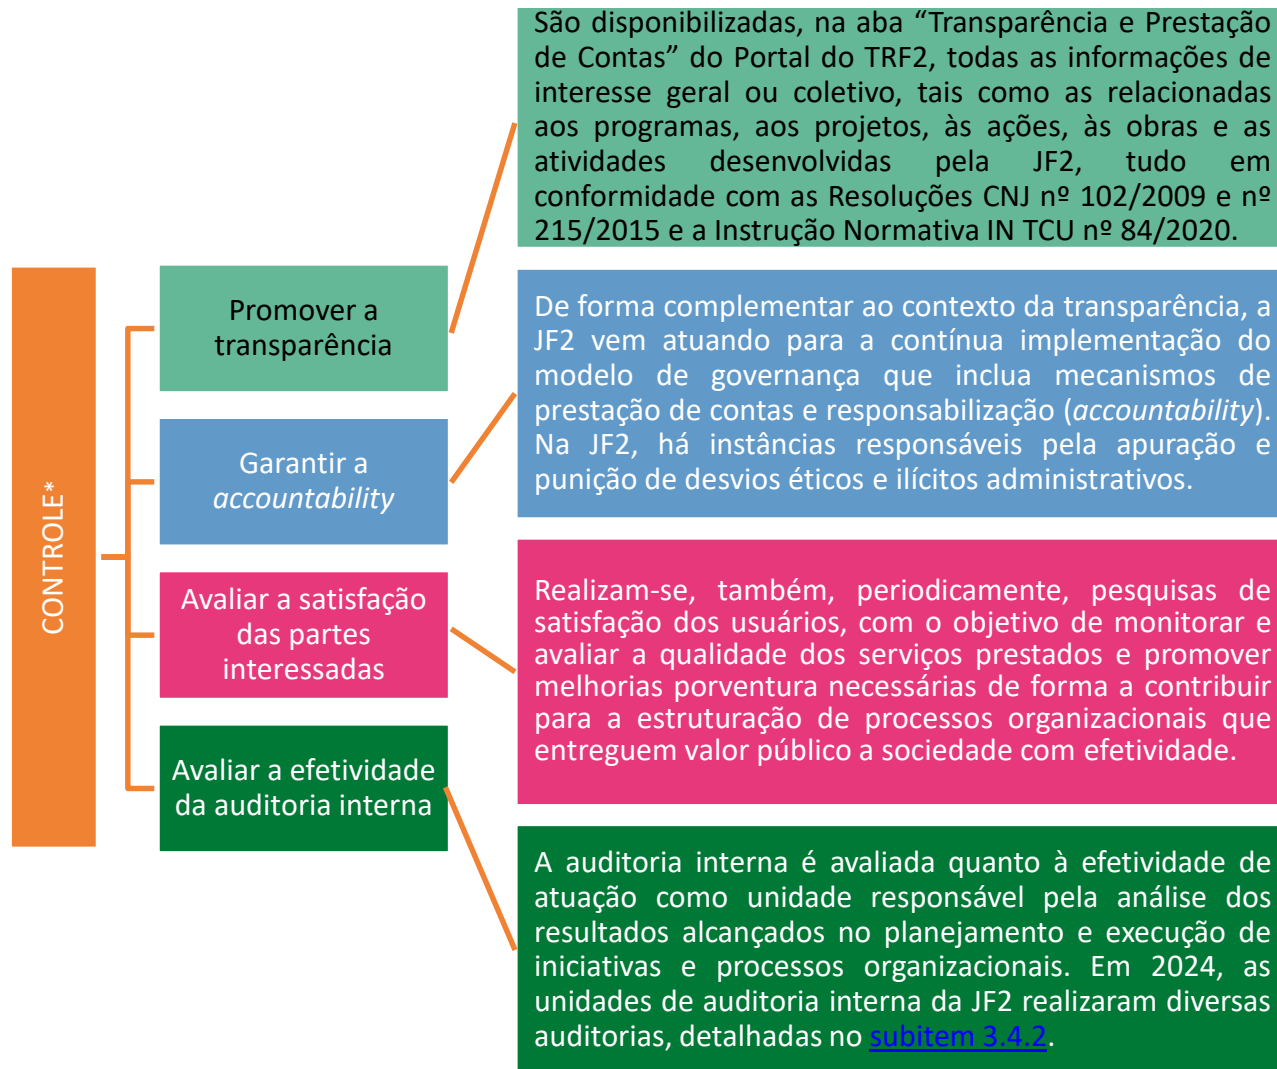 São disponibilizadas, na aba “Transparência e Prestação
de Contas” do Portal do TRF2, todas as informações de
interesse geral ou coletivo, tais como as relacionadas
aos programas, aos projetos, às ações, às obras e as
atividades desenvolvidas pela JF2, tudo em
conformidade com as Resoluções CNJ nº 102/2009 e nº
215/2015 e a Instrução Normativa IN TCU nº 84/2020.
CONTROLE*
Promover a
transparência
De forma complementar ao contexto da transparência, a
JF2 vem atuando para a contínua implementação do
modelo de governança que inclua mecanismos de
prestação de contas e responsabilização (accountability).
Na JF2, há instâncias responsáveis pela apuração e
punição de desvios éticos e ilícitos administrativos.
Garantir a
accountability
Realizam-se, também, periodicamente, pesquisas de
satisfação dos usuários, com o objetivo de monitorar e
avaliar a qualidade dos serviços prestados e promover
melhorias porventura necessárias de forma a contribuir
para a estruturação de processos organizacionais que
entreguem valor público a sociedade com efetividade.
Avaliar a satisfação
das partes
interessadas
Avaliar a efetividade
da auditoria interna
A auditoria interna é avaliada quanto à efetividade de
atuação como unidade responsável pela análise dos
resultados alcançados no planejamento e execução de
iniciativas e processos organizacionais. Em 2024, as
unidades de auditoria interna da JF2 realizaram diversas
auditorias, detalhadas no subitem 3.4.2.